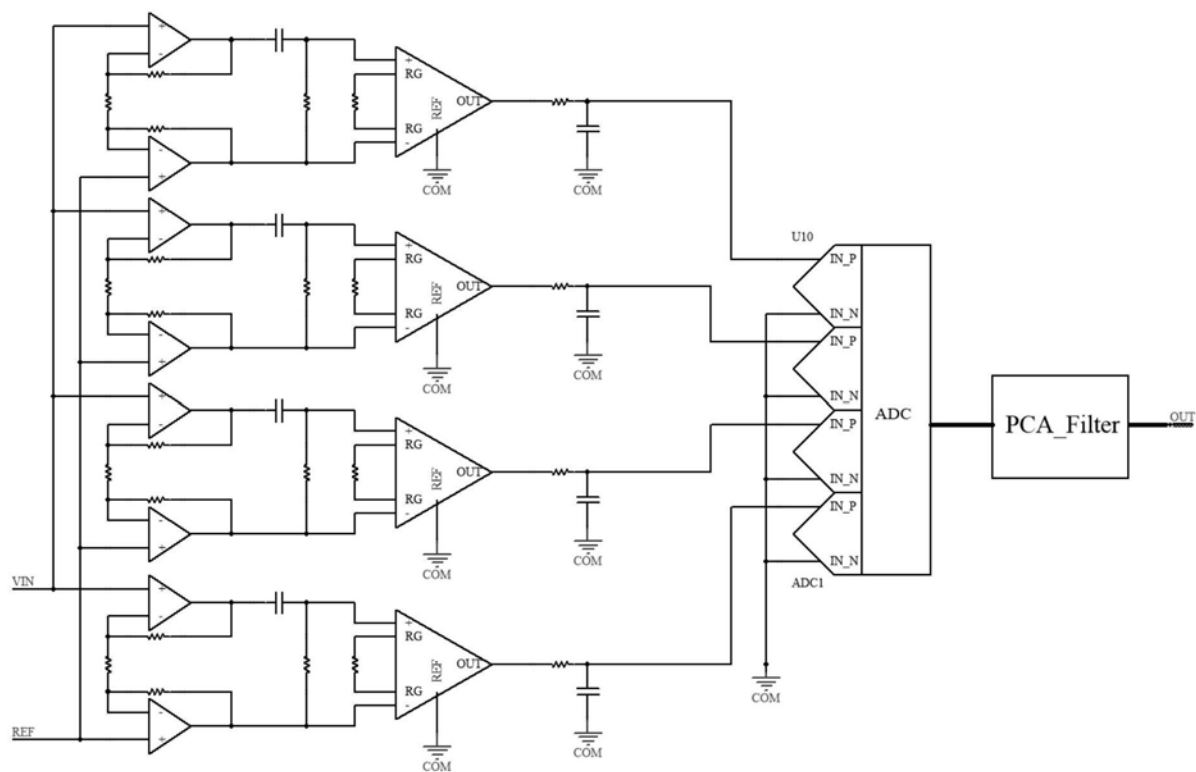 +
-
-
+
+
RG
RG
-
REF
OUT
COM
COM
+
-
-
+
+
RG
RG
-
REF
OUT
COM
COM
U10
IN_P
IN_N
IN_P
IN_N
IN_P
IN_N
IN_P
IN_N
ADC
ADC1
COM
PCA_Filter
OUT
+
-
-
+
+
RG
RG
-
REF
OUT
COM
COM
VIN
REF
+
-
-
+
+
RG
RG
-
REF
OUT
COM
COM